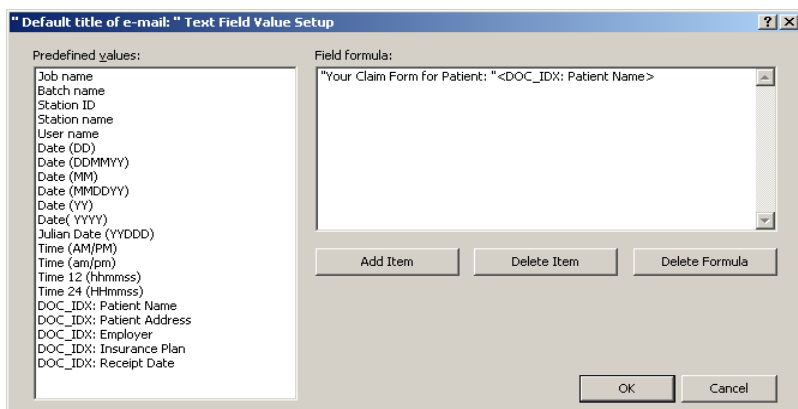 " Default title of e-mail: " Text Field Value Setup
Predefined values:
Job name
Batch name
Station ID
Station name
User name
Date (DD)
Date (DDMMYY)
Date (MM)
Date (MMDDYY)
Date (YY)
Date( YYYY)
Julian Date (YYDDD)
Time (AM/PM)
Time (am/pm)
Time 12 (hhmmss)
Time 24 (HHmmss)
DOC_IDX: Patient Name
DOC_IDX: Patient Address
DOC_IDX: Employer
DOC_IDX: Insurance Plan
DOC_IDX: Receipt Date
Field formula:
"Your Claim Form for Patient: "<DOC_IDX: Patient Name>
Add Item
Delete Item
Delete Formula
OK
Cancel